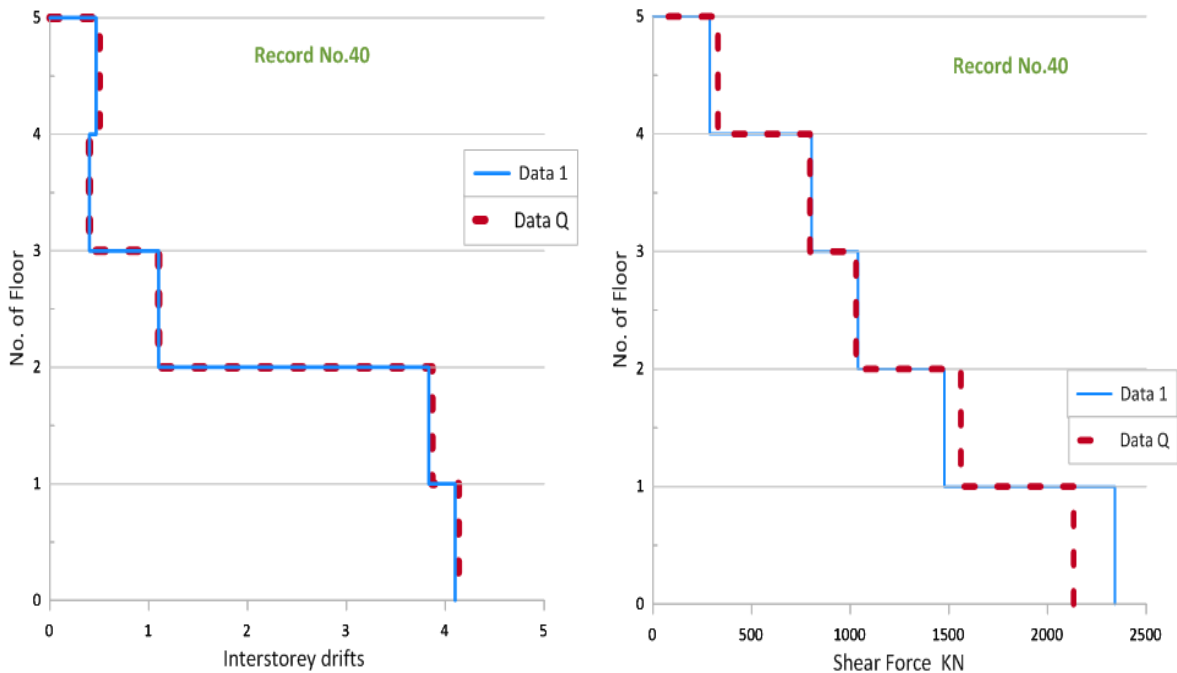 Record No.40
5
4
3
2
1
0
No. of Floor
Data 1
Data Q
0 1 2 3 4 5
Interstorey drifts
Record No.40
5
4
3
2
1
0
No. of Floor
Data 1
Data Q
0 500 1000 1500 2000 2500
Shear Force KN